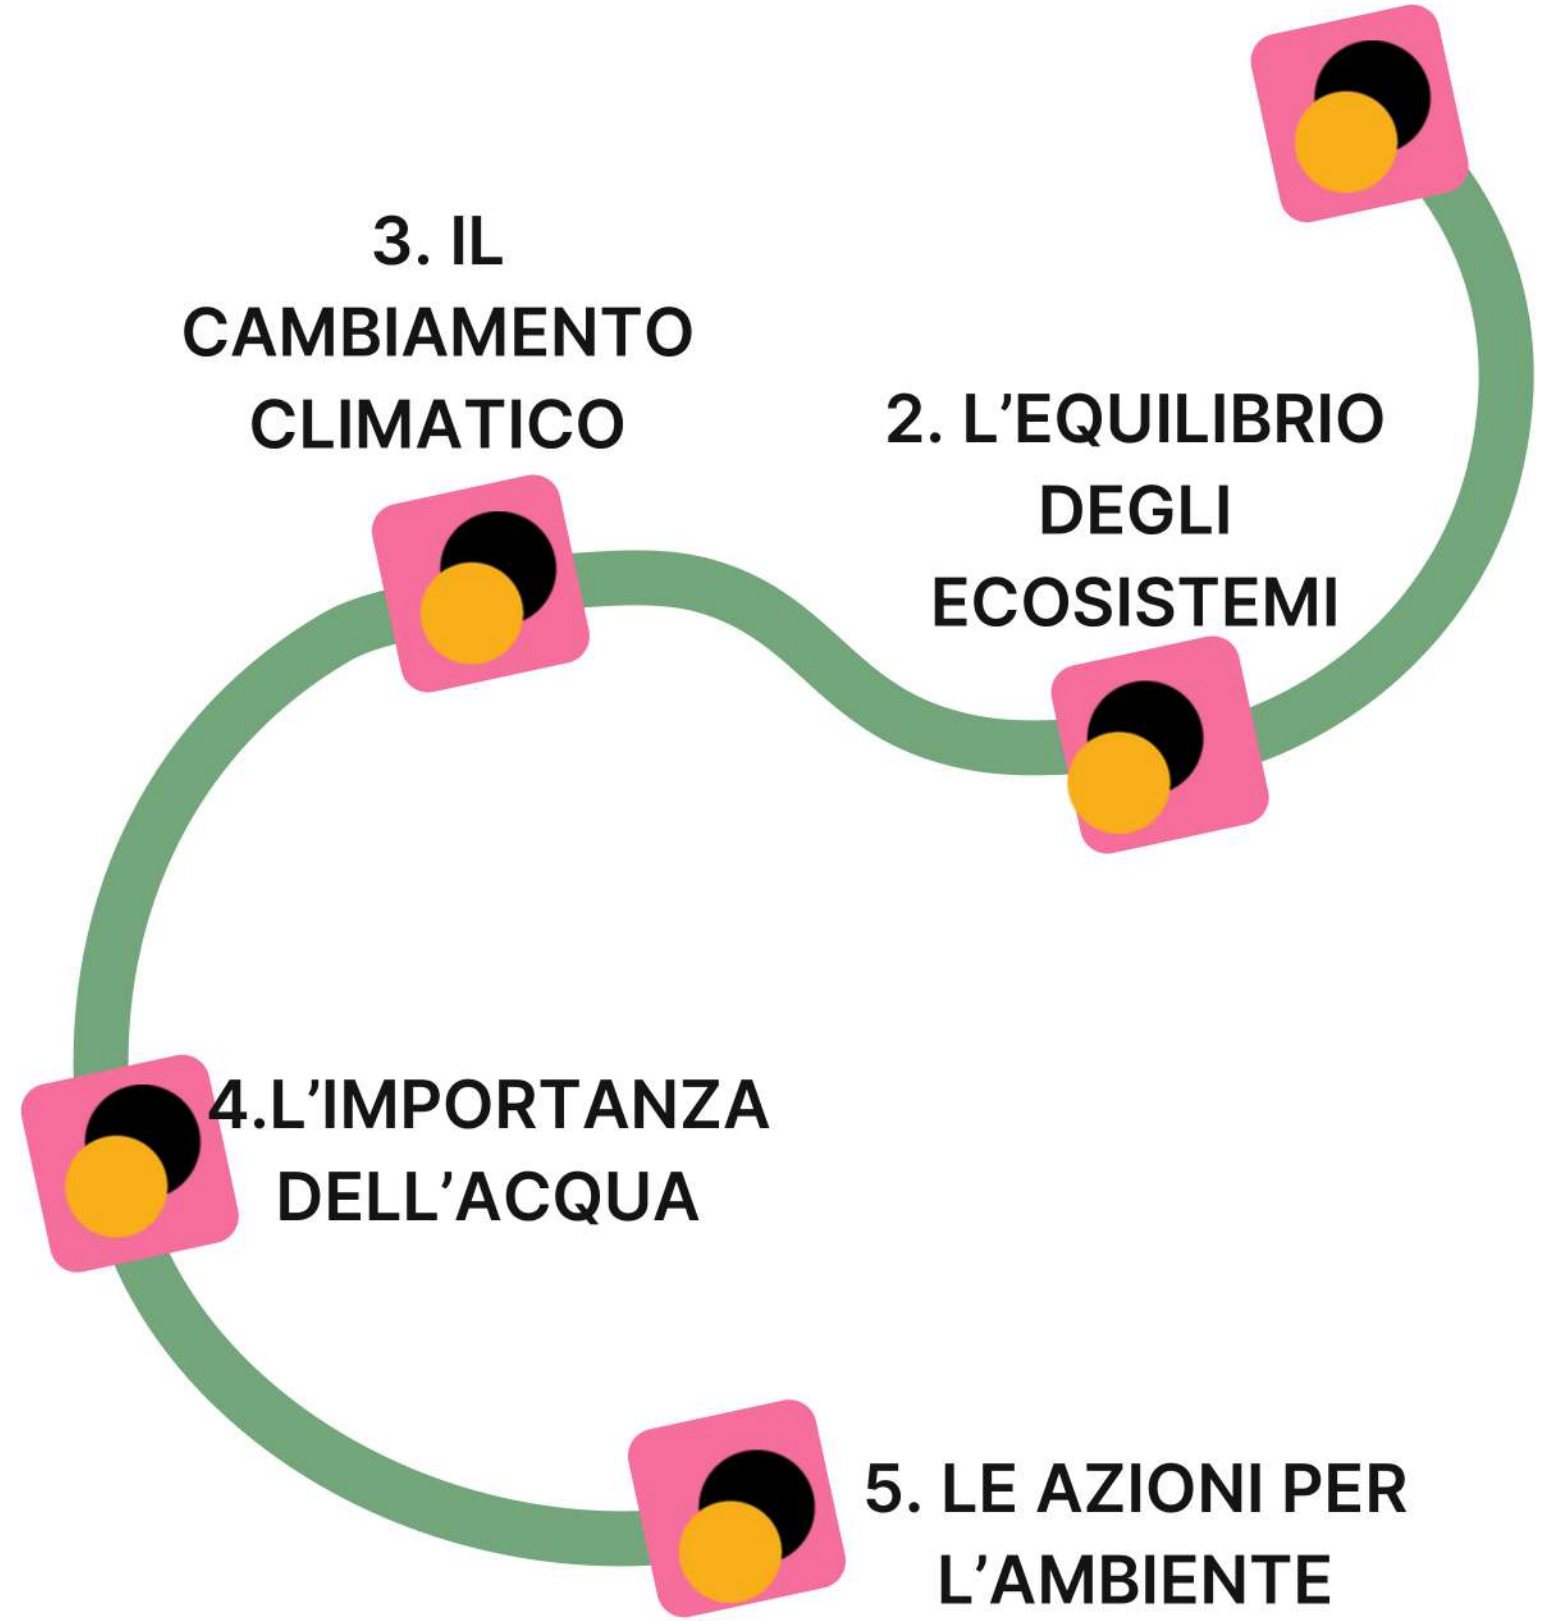 2. L’EQUILIBRIO
DEGLI
ECOSISTEMI
3. IL
CAMBIAMENTO
CLIMATICO
4.L’IMPORTANZA
DELL’ACQUA
5. LE AZIONI PER
L’AMBIENTE